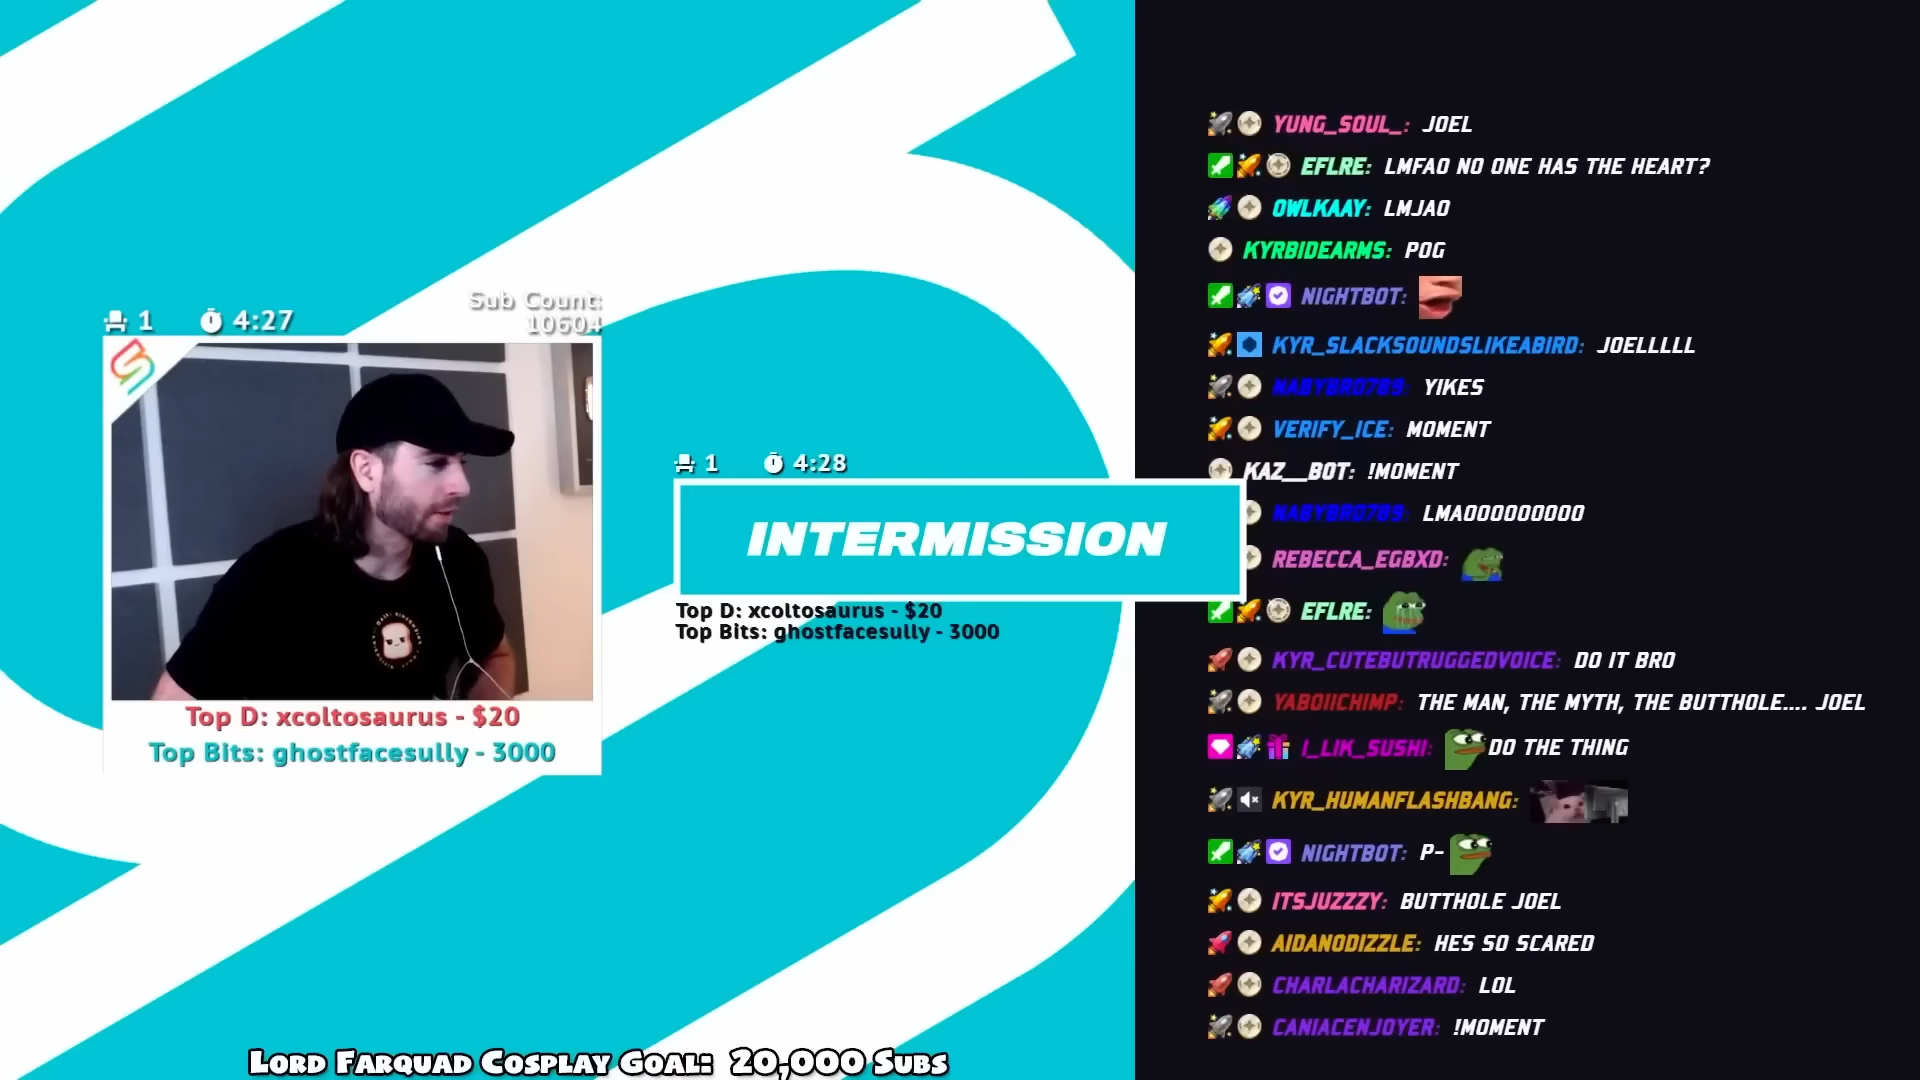 1 4:27
Sub Count:
10604
Top D: xcoltosaurus - $20
Top Bits: ghostfacesully - 3000
1 4:28
INTERMISSION
Top D: xcoltosaurus - $20
Top Bits: ghostfacesully - 3000
LORD FARQUAD COSPLAY GOAL: 20,000 SUBS
YUNG_SOUL_: JOEL
EFLRE: LMFAO NO ONE HAS THE HEART?
OWLKAAY: LMJAO
KYRBIDEARMS: POG
NIGHTBOT:
KYR_SLACKSOUNDSLIKEABIRD: JOELLLLL
NABYBRO789: YIKES
VERIFY_ICE: MOMENT
KAZ__BOT: !MOMENT
NABYBRO789: LMAOOOOOOOOO
REBECCA_EGBXD:
EFLRE:
KYR_CUTEBUTRUGGEDVOICE: DO IT BRO
YABOIICHIMP: THE MAN, THE MYTH, THE BUTTHOLE.... JOEL
I_LIK_SUSHI: DO THE THING
KYR_HUMANFLASHBANG:
NIGHTBOT: P-
ITSJUZZZY: BUTTHOLE JOEL
AIDANODIZZLE: HES SO SCARED
CHARLACHARIZARD: LOL
CANIACENJOYER: !MOMENT